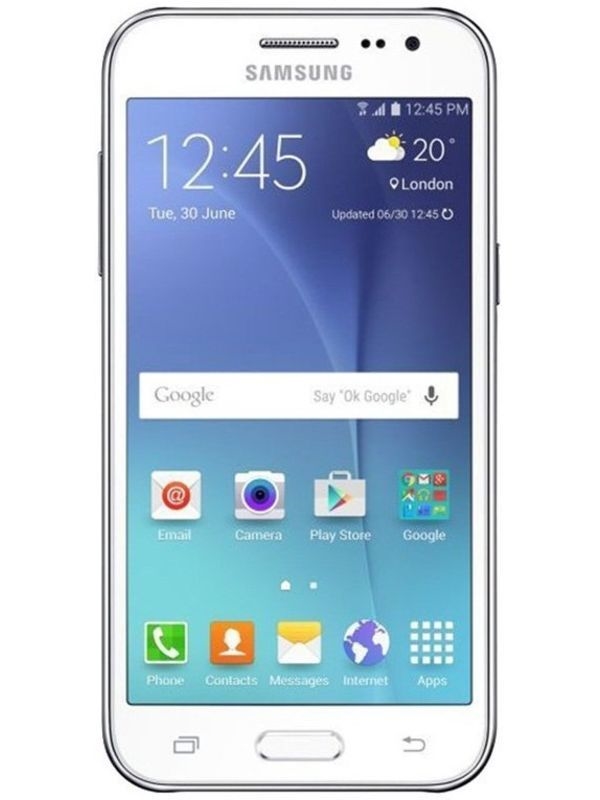 SAMSUNG
12:45 PM
12:45
20°
London
Tue, 30 June
Updated 06/30 12:45
Google
Say "Ok Google"
Email
Camera
Play Store
Google
Phone
Contacts
Messages
Internet
Apps